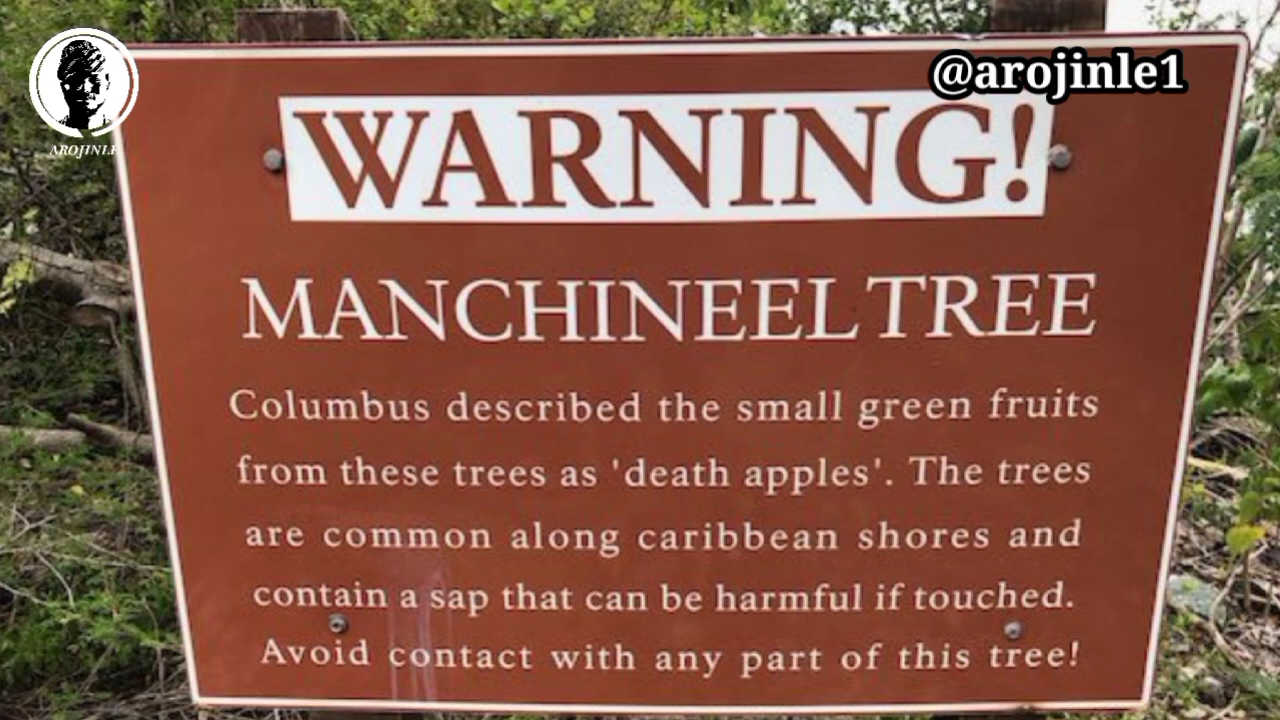 @arojinle1
AROJINLE
WARNING!
MANCHINEEL TREE
Columbus described the small green fruits
from these trees as 'death apples'. The trees
are common along caribbean shores and
contain a sap that can be harmful if touched.
Avoid contact with any part of this tree!